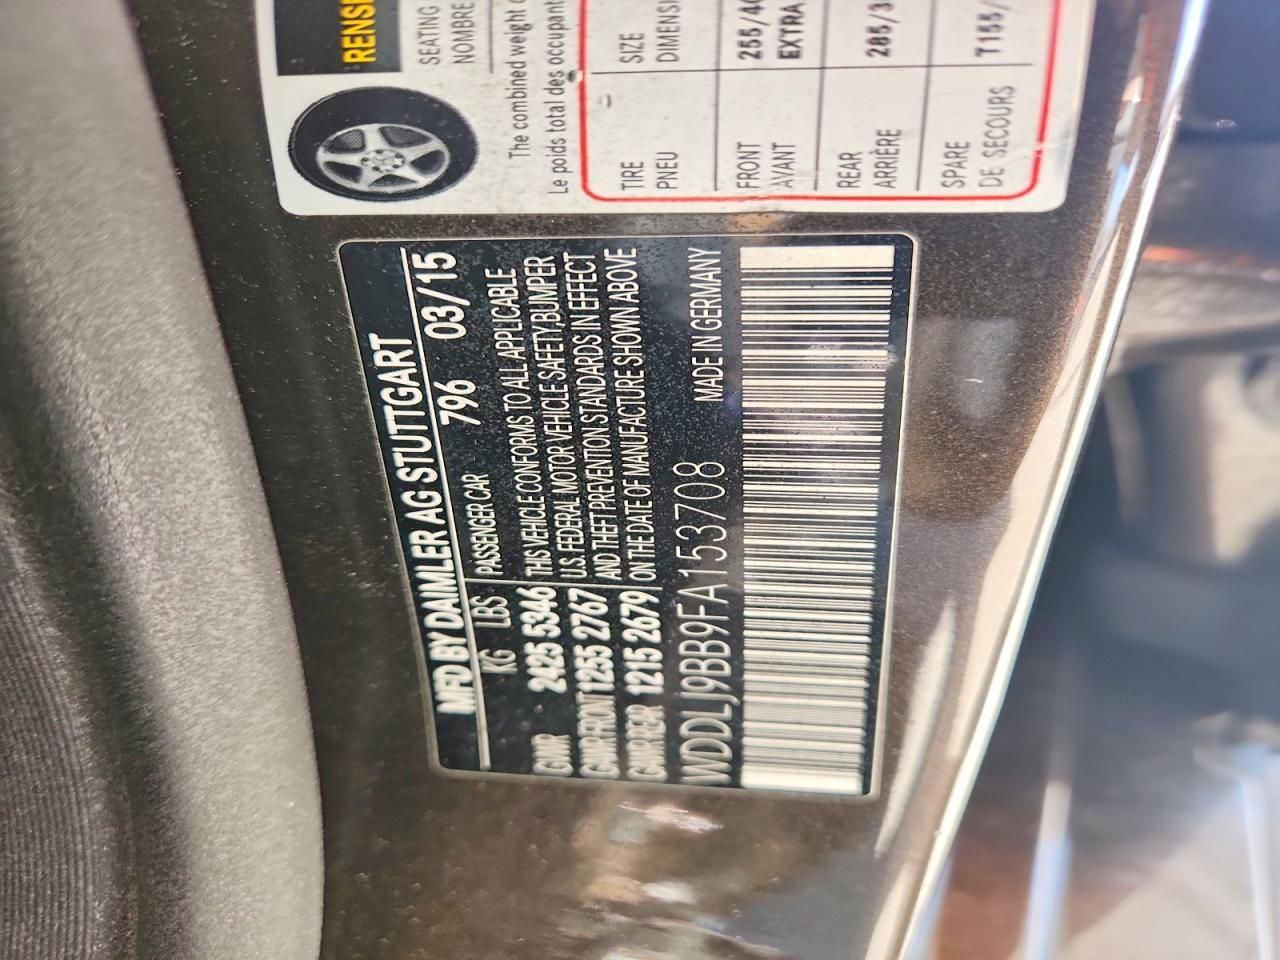 MFD BY DAIMLER AG STUTTGART
KG LBS PASSENGER CAR 796 03/15
GVWR 2425 5346 THIS VEHICLE CONFORMS TO ALL APPLICABLE
GAWR FRONT 1255 2767 U.S. FEDERAL MOTOR VEHICLE SAFETY, BUMPER
GAWR REAR 1215 2679 AND THEFT PREVENTION STANDARDS IN EFFECT
ON THE DATE OF MANUFACTURE SHOWN ABOVE
WDDLJ9BB9FA153708 MADE IN GERMANY
RENSE
SEATING
NOMBRE
The combined weight
Le poids total des occupant
TIRE SIZE
PNEU DIMENSI
FRONT 255/40
AVANT EXTRA
REAR 285/3
ARRIÈRE
SPARE T155/
DE SECOURS